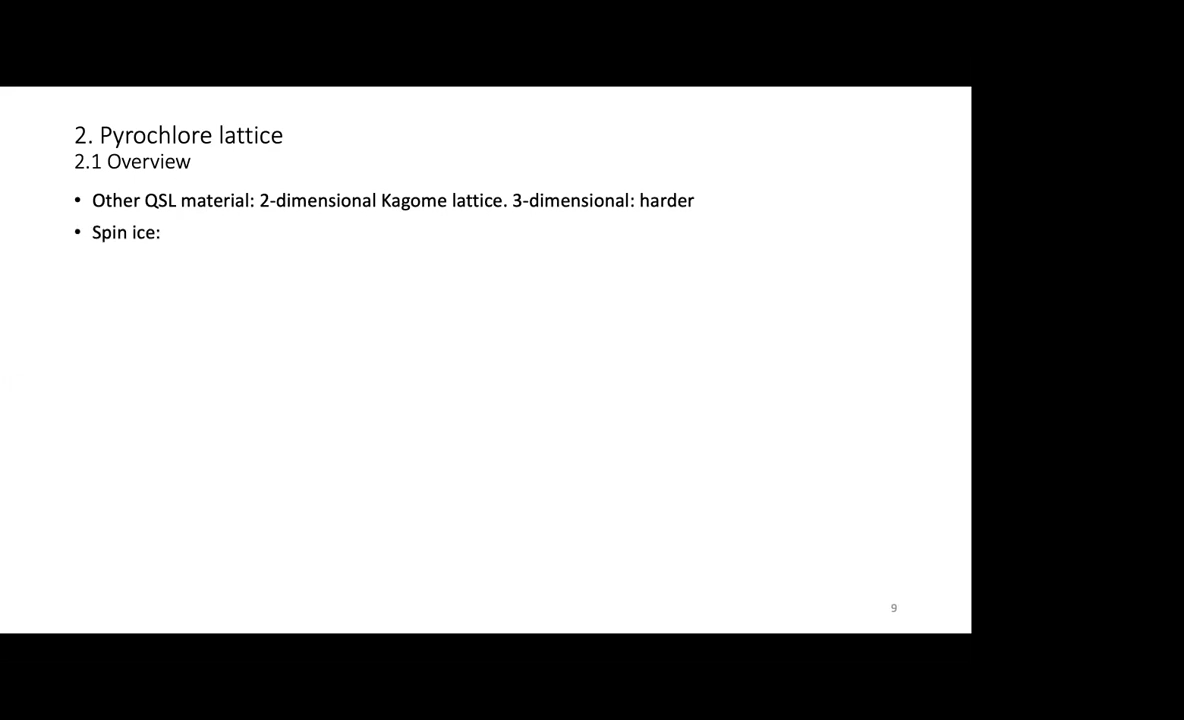 2. Pyrochlore lattice
2.1 Overview
• Other QSL material: 2-dimensional Kagome lattice. 3-dimensional: harder
• Spin ice:
9